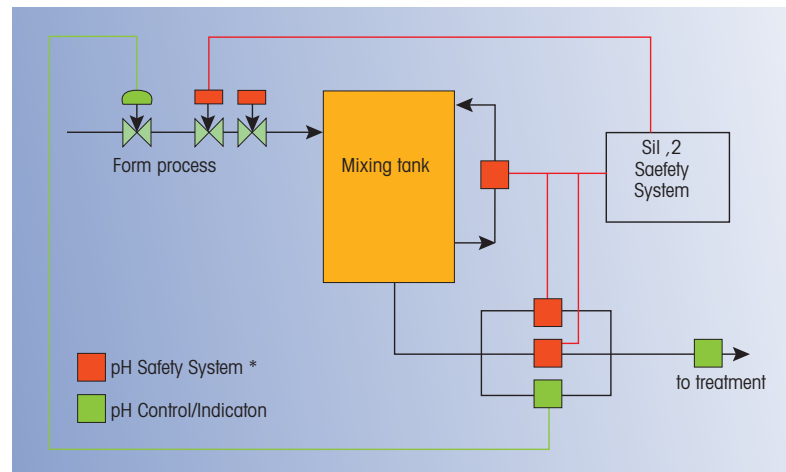 Form process
Mixing tank
Sil ,2
Saefety
System
pH Safety System *
pH Control/Indicaton
to treatment